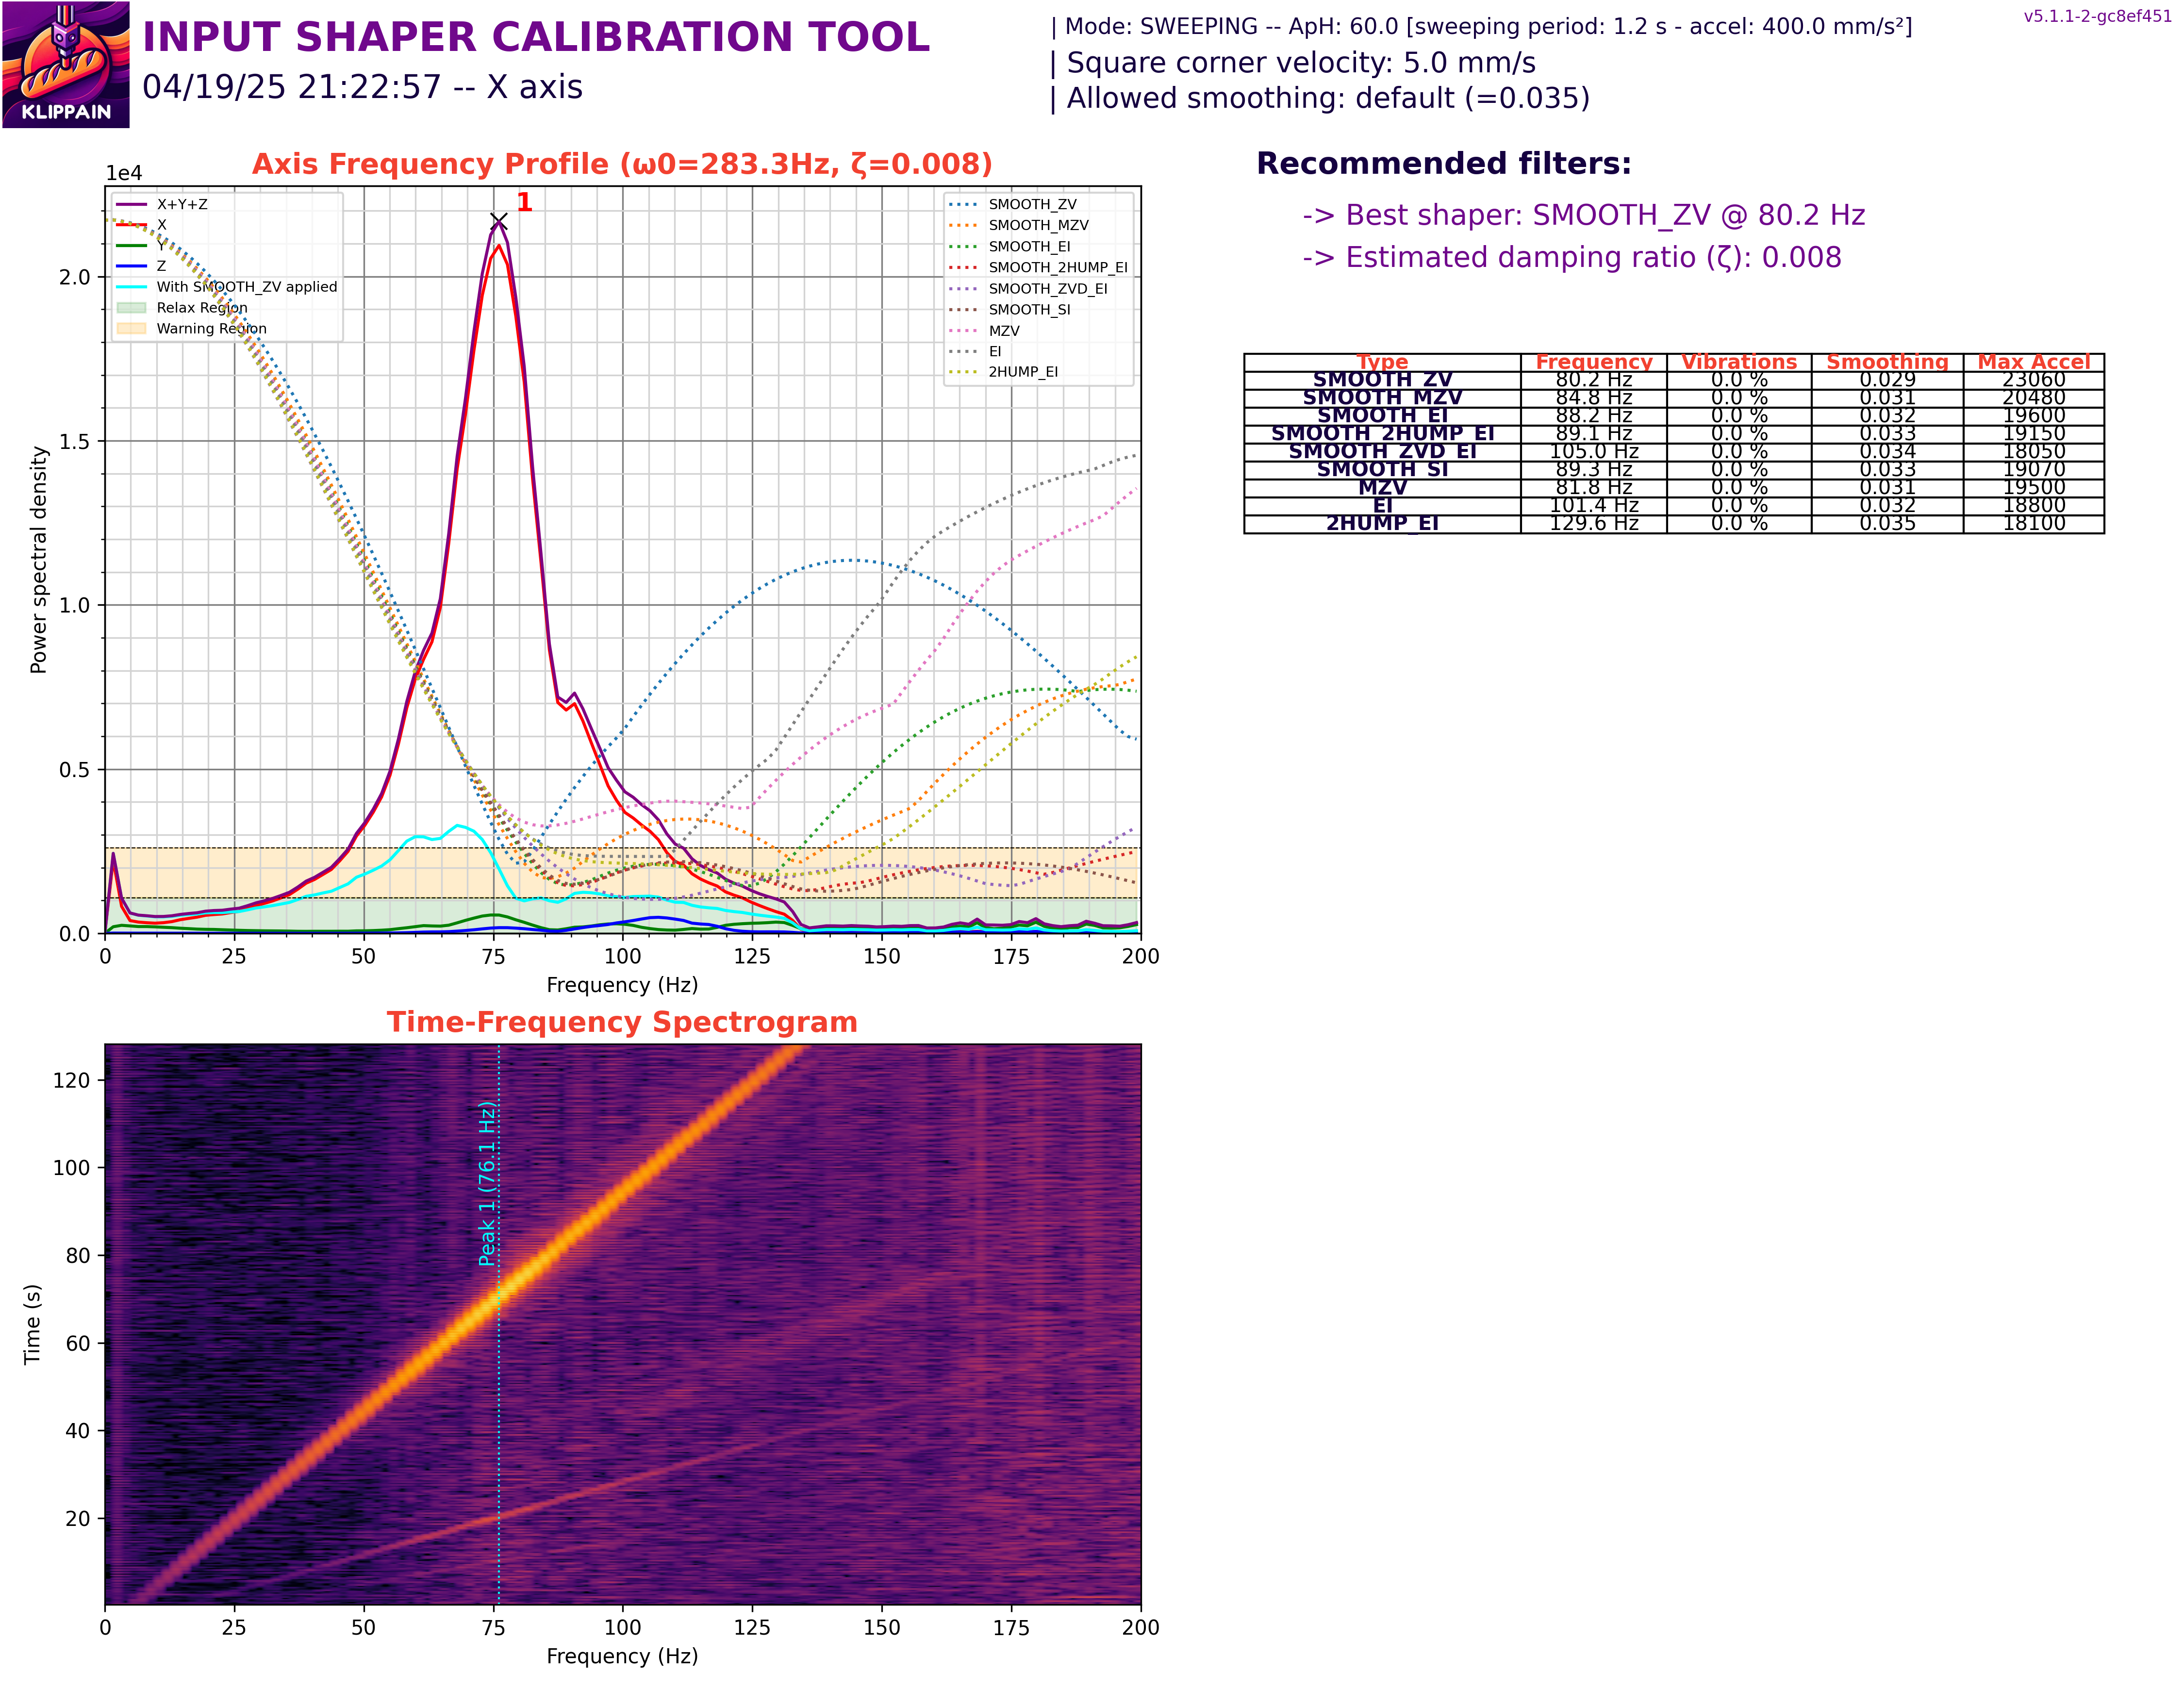 INPUT SHAPER CALIBRATION TOOL
04/19/25 21:22:57 -- X axis
KLIPPAIN
| Mode: SWEEPING -- ApH: 60.0 [sweeping period: 1.2 s - accel: 400.0 mm/s²]
| Square corner velocity: 5.0 mm/s
| Allowed smoothing: default (=0.035)
v5.1.1-2-gc8ef451
Axis Frequency Profile (ω0=283.3Hz, ζ=0.008)
1e4
X+Y+Z
X
Y
Z
With SMOOTH_ZV applied
Relax Region
Warning Region
1
SMOOTH_ZV
SMOOTH_MZV
SMOOTH_EI
SMOOTH_2HUMP_EI
SMOOTH_ZVD_EI
SMOOTH_SI
MZV
EI
2HUMP_EI
Power spectral density
2.0
1.5
1.0
0.5
0.0
0 25 50 75 100 125 150 175 200
Frequency (Hz)
Recommended filters:
-> Best shaper: SMOOTH_ZV @ 80.2 Hz
-> Estimated damping ratio (ζ): 0.008
Type Frequency Vibrations Smoothing Max Accel
SMOOTH_ZV 80.2 Hz 0.0 % 0.029 23060
SMOOTH_MZV 84.8 Hz 0.0 % 0.031 20480
SMOOTH_EI 88.2 Hz 0.0 % 0.032 19600
SMOOTH_2HUMP_EI 89.1 Hz 0.0 % 0.033 19150
SMOOTH_ZVD_EI 105.0 Hz 0.0 % 0.034 18050
SMOOTH_SI 89.3 Hz 0.0 % 0.033 19070
MZV 81.8 Hz 0.0 % 0.031 19500
EI 101.4 Hz 0.0 % 0.032 18800
2HUMP_EI 129.6 Hz 0.0 % 0.035 18100
Time-Frequency Spectrogram
Time (s)
120
100
80
60
40
20
Peak 1 (76.1 Hz)
0 25 50 75 100 125 150 175 200
Frequency (Hz)